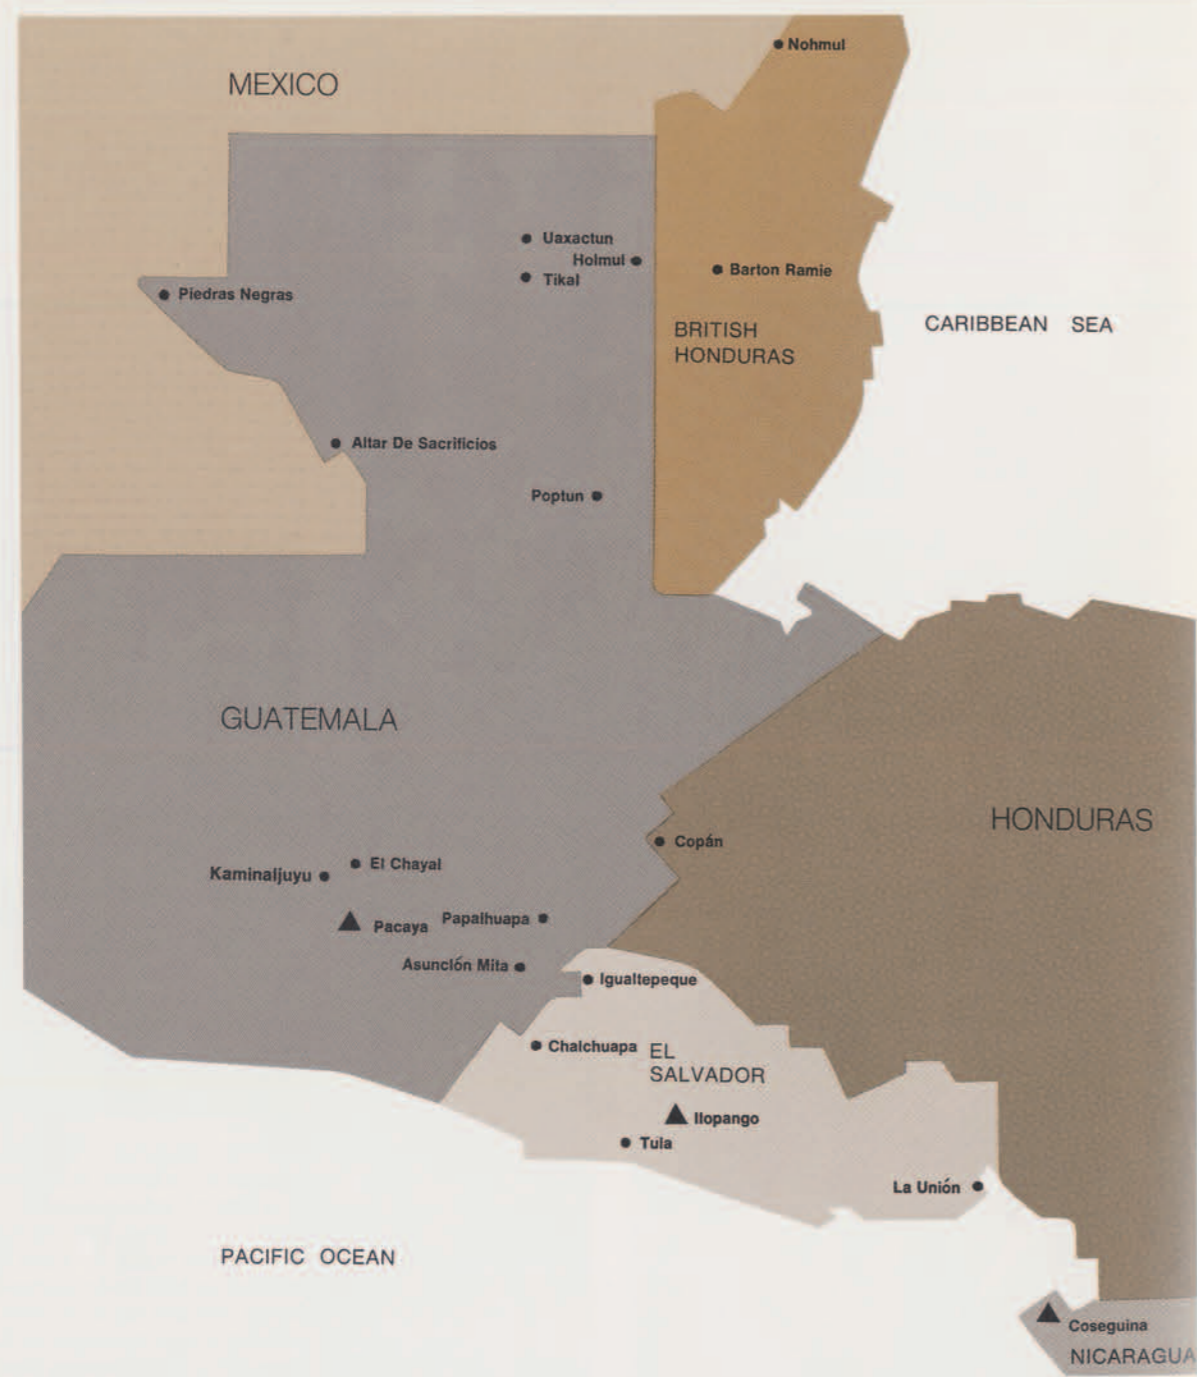 Nohmul
MEXICO
Uaxactun
Holmul
Barton Ramie
Tikal
Piedras Negras
CARIBBEAN SEA
BRITISH
HONDURAS
Altar De Sacrificios
Poptun
GUATEMALA
HONDURAS
Copán
El Chayal
Kaminaljuyu
Papalhuapa
Pacaya
Asunción Mita
Igualtepeque
Chalchuapa
EL
SALVADOR
Ilopango
Tula
La Unión
PACIFIC OCEAN
Coseguina
NICARAGUA